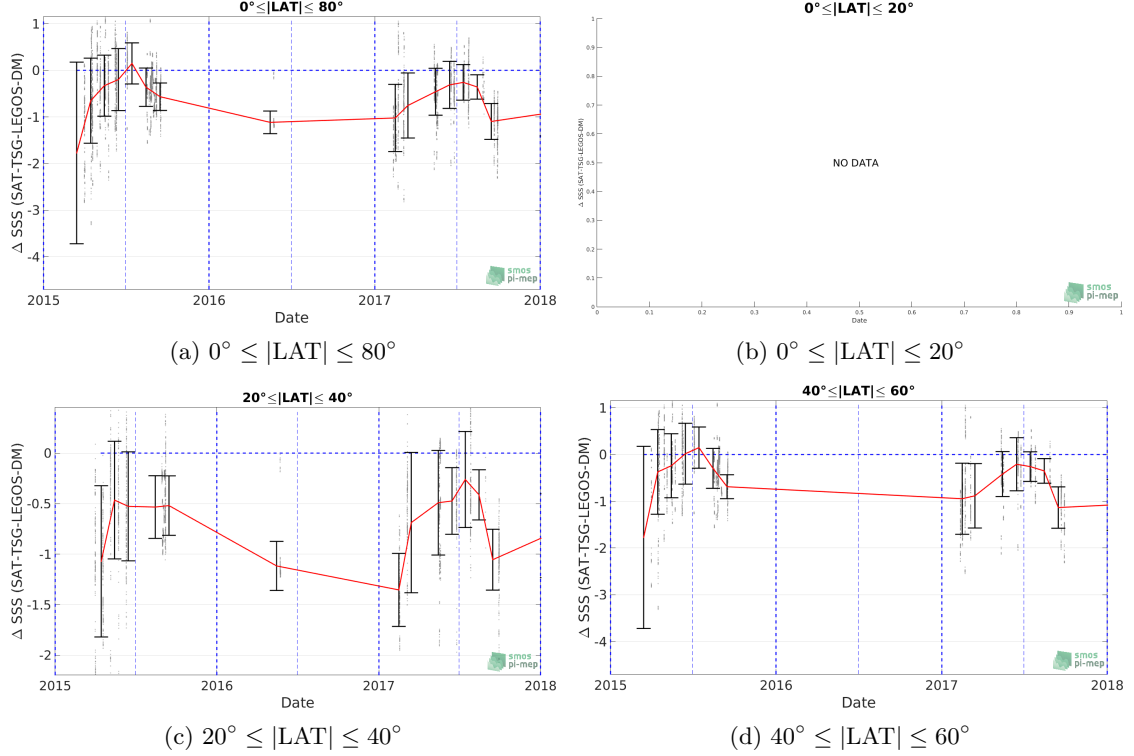 0°≤|LAT|≤ 80°
1
0
-1
-2
-3
-4
Δ SSS (SAT-TSG-LEGOS-DM)
2015 2016 2017 2018
Date
smos
pi-mep
(a) 0° ≤ |LAT| ≤ 80°
0°≤|LAT|≤ 20°
1
0.9
0.8
0.7
0.6
0.5
0.4
0.3
0.2
0.1
0
Δ SSS (SAT-TSG-LEGOS-DM)
NO DATA
0 0.1 0.2 0.3 0.4 0.5 0.6 0.7 0.8 0.9 1
Date
smos
pi-mep
(b) 0° ≤ |LAT| ≤ 20°
20°≤|LAT|≤ 40°
0
-0.5
-1
-1.5
-2
Δ SSS (SAT-TSG-LEGOS-DM)
2015 2016 2017 2018
Date
smos
pi-mep
(c) 20° ≤ |LAT| ≤ 40°
40°≤|LAT|≤ 60°
1
0
-1
-2
-3
-4
Δ SSS (SAT-TSG-LEGOS-DM)
2015 2016 2017 2018
Date
smos
pi-mep
(d) 40° ≤ |LAT| ≤ 60°